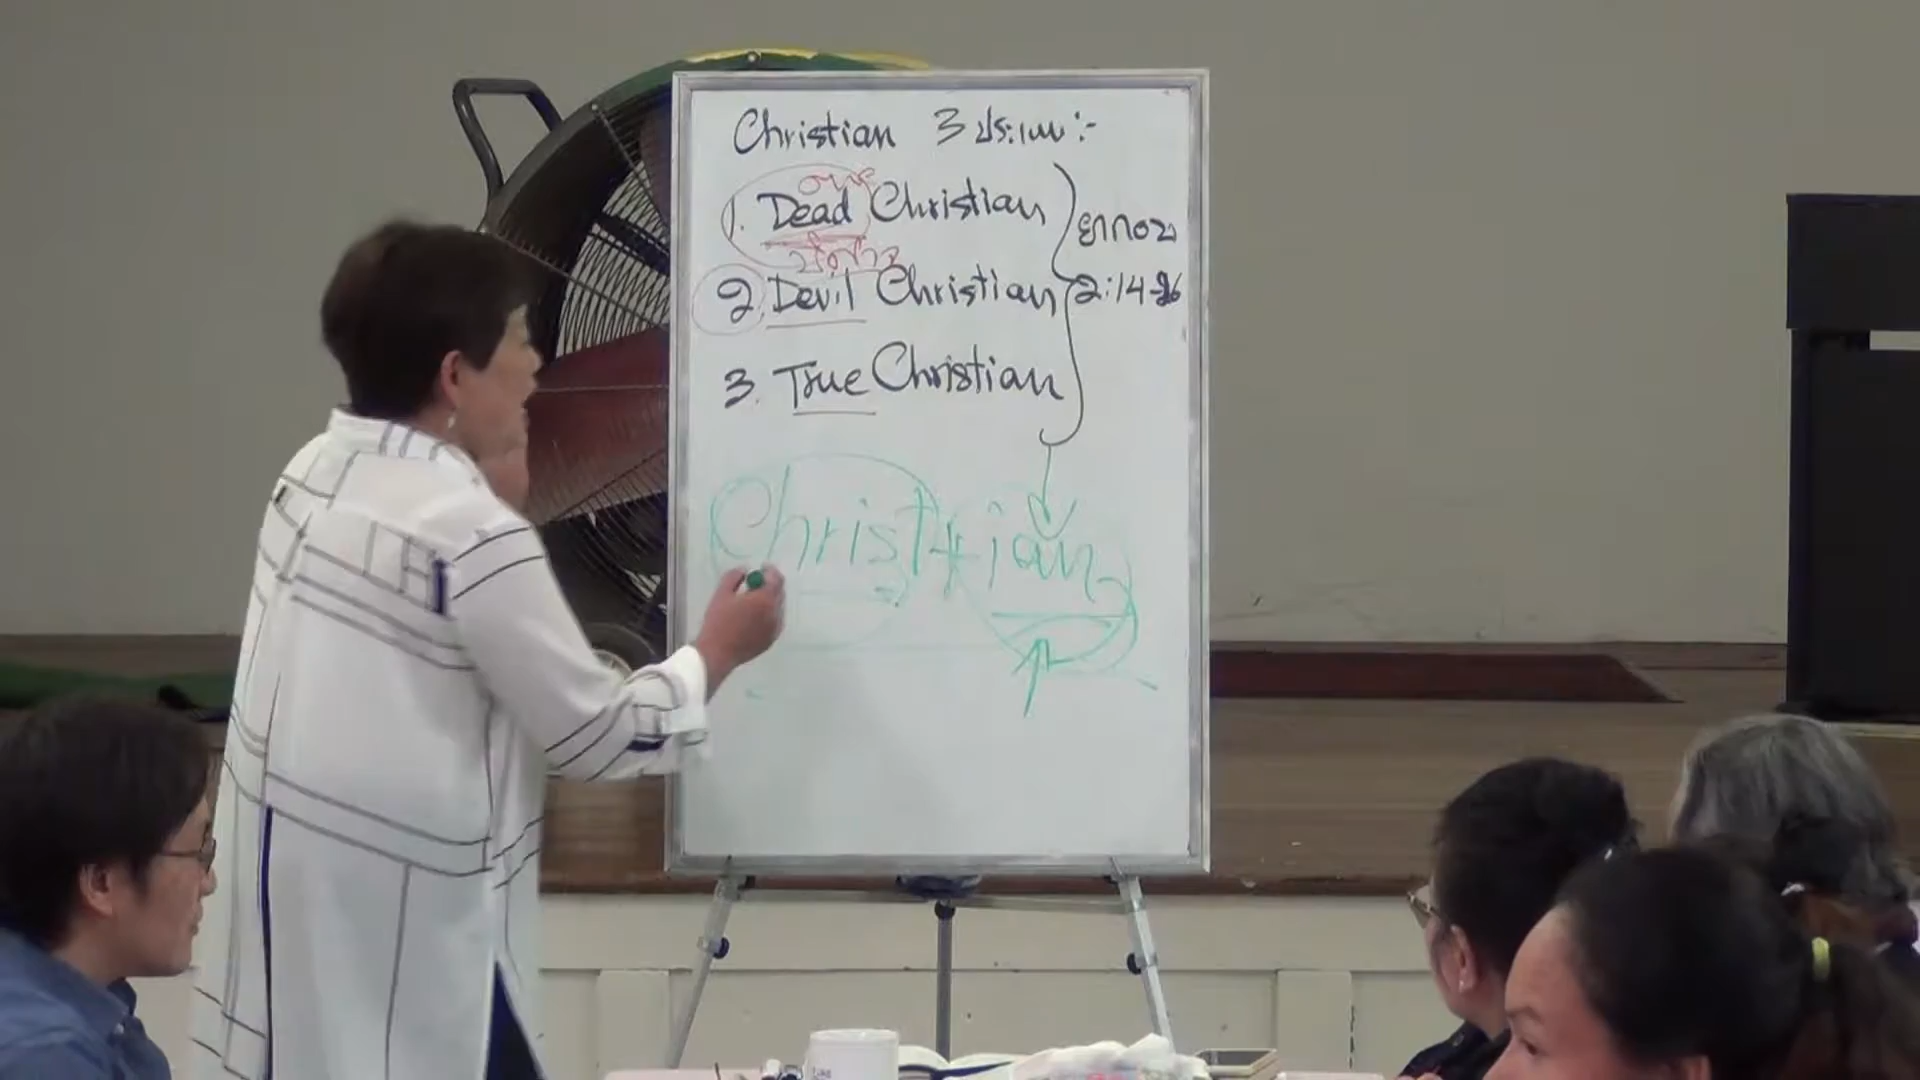 Christian 3 ประเภท :-
1. Dead Christian
2. Devil Christian
3. True Christian
ยากอบ
2:14-26
Christ + ian
Like